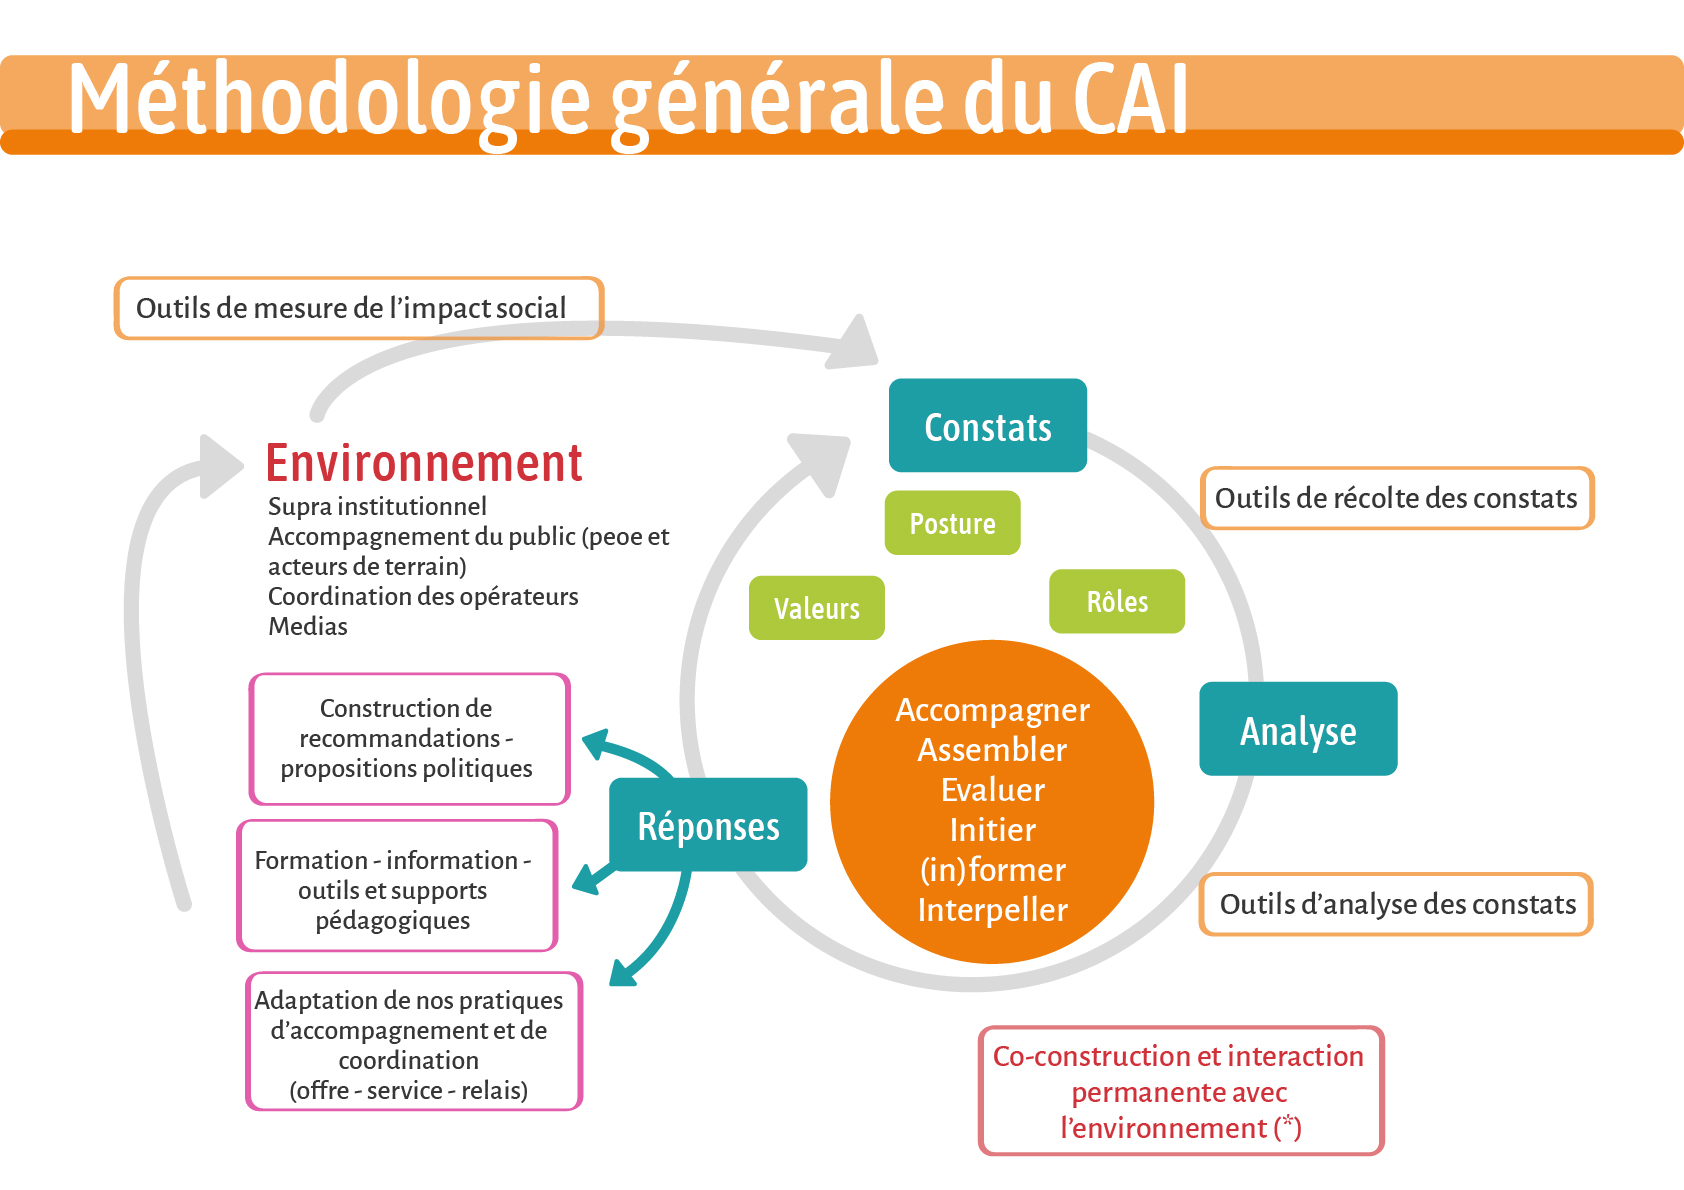 Méthodologie générale du CAI
Outils de mesure de l'impact social
Constats
Environnement
Supra institutionnel
Accompagnement du public (peoe et
acteurs de terrain)
Coordination des opérateurs
Medias
Outils de récolte des constats
Posture
Valeurs
Rôles
Accompagner
Assembler
Evaluer
Initier
(in)former
Interpeller
Analyse
Construction de
recommandations -
propositions politiques
Réponses
Formation - information -
outils et supports
pédagogiques
Outils d'analyse des constats
Adaptation de nos pratiques
d'accompagnement et de
coordination
(offre - service - relais)
Co-construction et interaction
permanente avec
l'environnement (*)